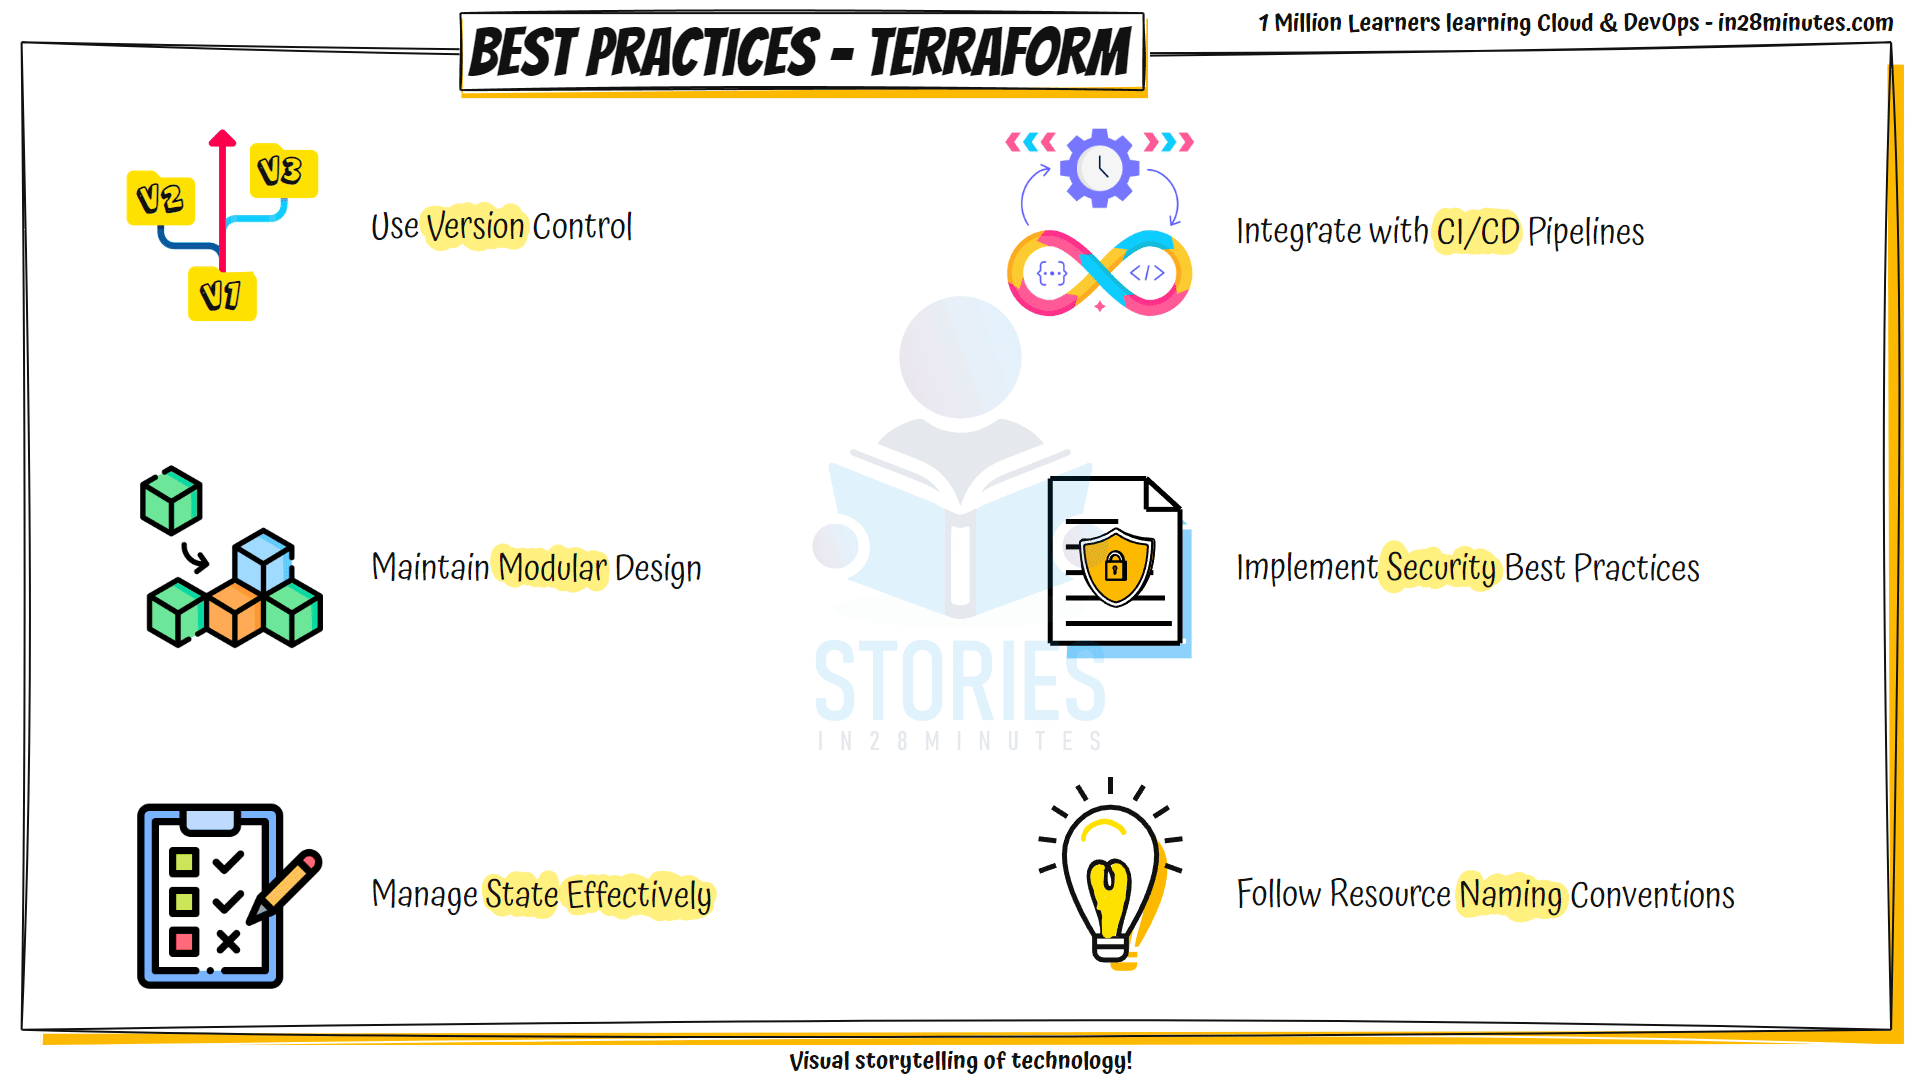 1 Million Learners learning Cloud & DevOps - in28minutes.com
BEST PRACTICES - TERRAFORM
V2
V3
V1
Use Version Control
{...}
</>
Integrate with CI/CD Pipelines
Maintain Modular Design
Implement Security Best Practices
STORIES
IN28MINUTES
Manage State Effectively
Follow Resource Naming Conventions
Visual storytelling of technology!